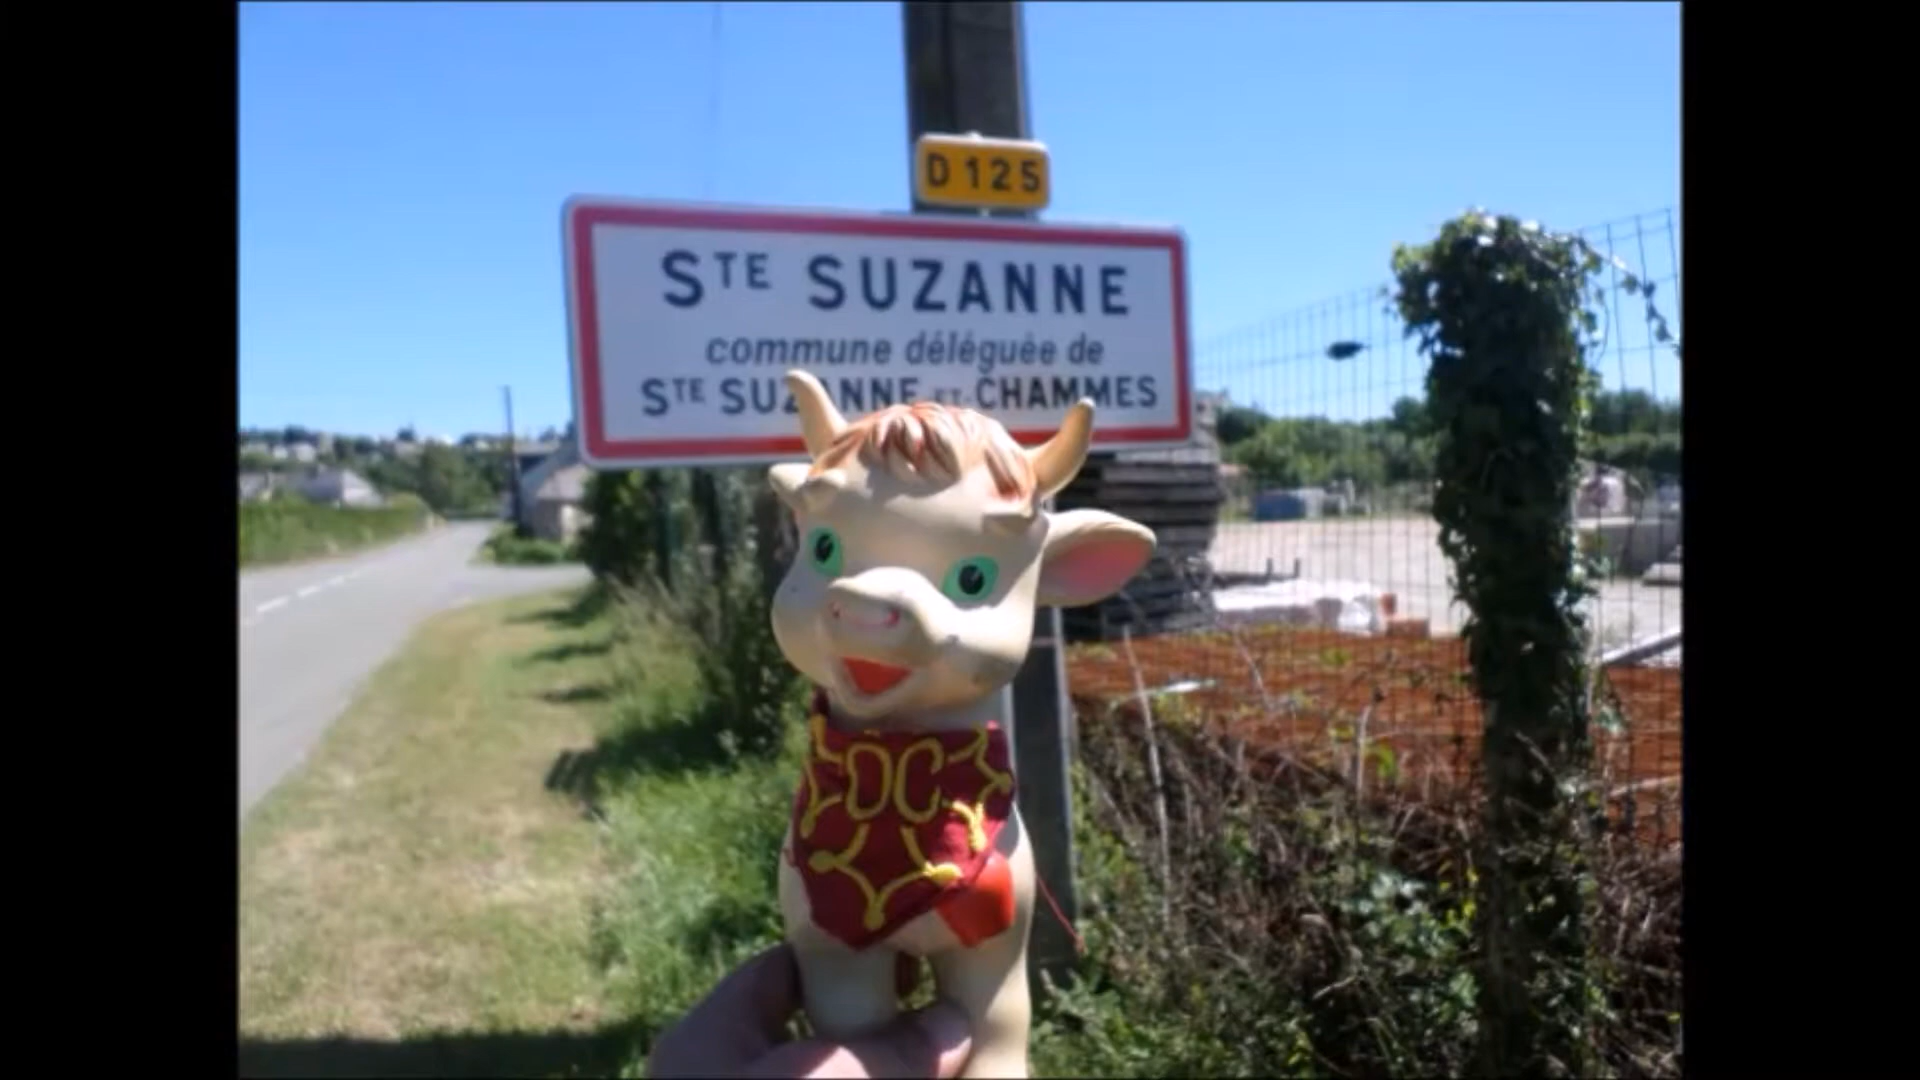 D 125
STE SUZANNE
commune déléguée de
STE SUZANNE ET CHAMMES
OC